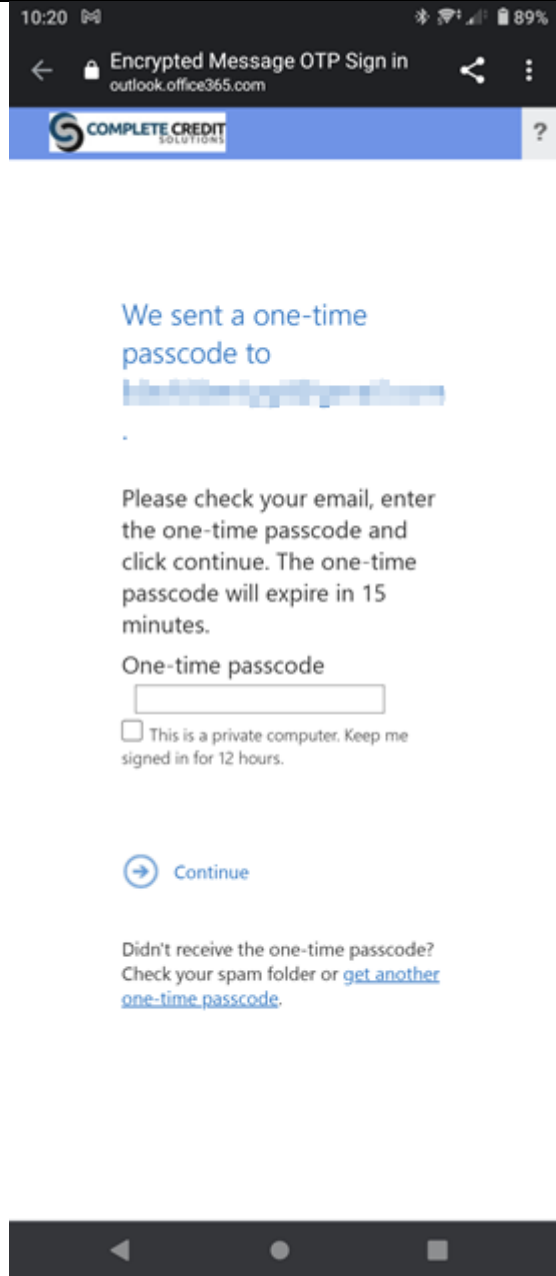 10:20 89%
Encrypted Message OTP Sign in
outlook.office365.com
COMPLETE CREDIT
SOLUTIONS
?
We sent a one-time
passcode to
.
Please check your email, enter
the one-time passcode and
click continue. The one-time
passcode will expire in 15
minutes.
One-time passcode
This is a private computer. Keep me
signed in for 12 hours.
Continue
Didn't receive the one-time passcode?
Check your spam folder or get another
one-time passcode.